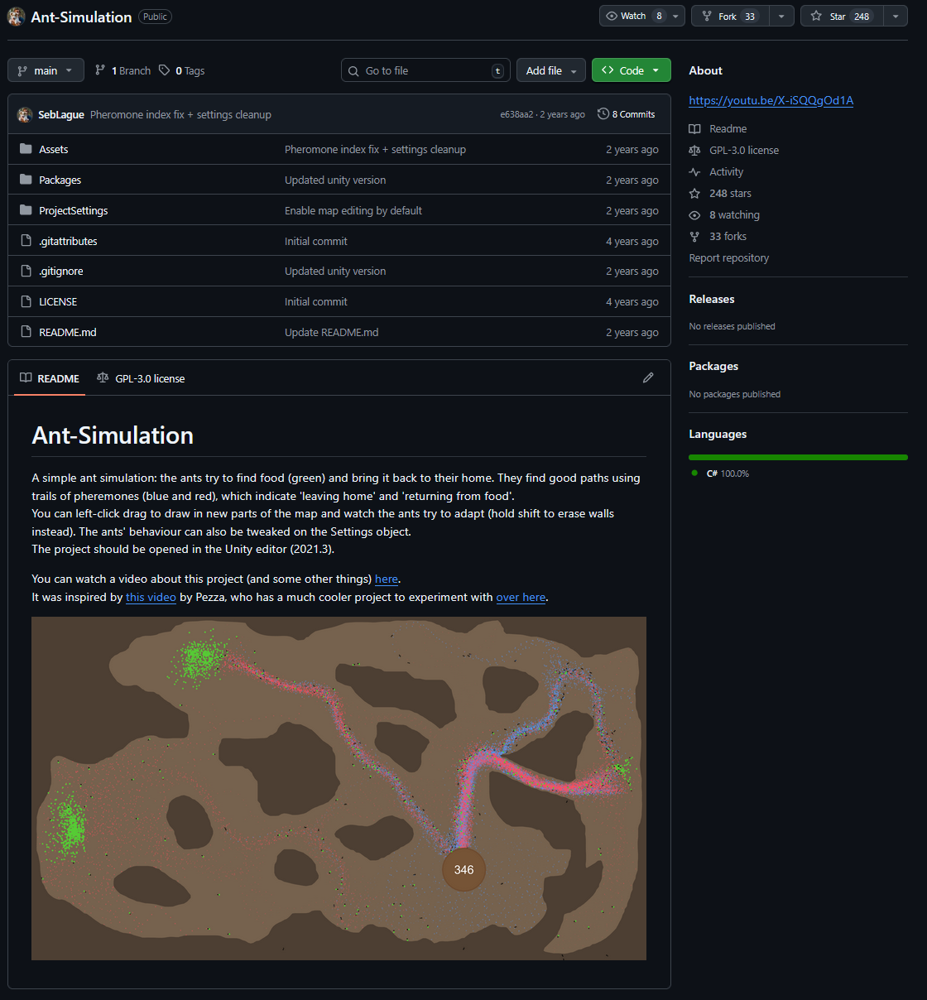 Ant-Simulation Public Watch 8 Fork 33 Star 248
main 1 Branch 0 Tags Go to file t Add file Code
SebLague Pheromone index fix + settings cleanup e638aa2 · 2 years ago 8 Commits
Assets Pheromone index fix + settings cleanup 2 years ago
Packages Updated unity version 2 years ago
ProjectSettings Enable map editing by default 2 years ago
.gitattributes Initial commit 4 years ago
.gitignore Updated unity version 2 years ago
LICENSE Initial commit 4 years ago
README.md Update README.md 2 years ago
README GPL-3.0 license
Ant-Simulation
A simple ant simulation: the ants try to find food (green) and bring it back to their home. They find good paths using
trails of pheremones (blue and red), which indicate 'leaving home' and 'returning from food'.
You can left-click drag to draw in new parts of the map and watch the ants try to adapt (hold shift to erase walls
instead). The ants' behaviour can also be tweaked on the Settings object.
The project should be opened in the Unity editor (2021.3).
You can watch a video about this project (and some other things) here.
It was inspired by this video by Pezza, who has a much cooler project to experiment with over here.
346
About
https://youtu.be/X-iSQQgOd1A
Readme
GPL-3.0 license
Activity
248 stars
8 watching
33 forks
Report repository
Releases
No releases published
Packages
No packages published
Languages
C# 100.0%